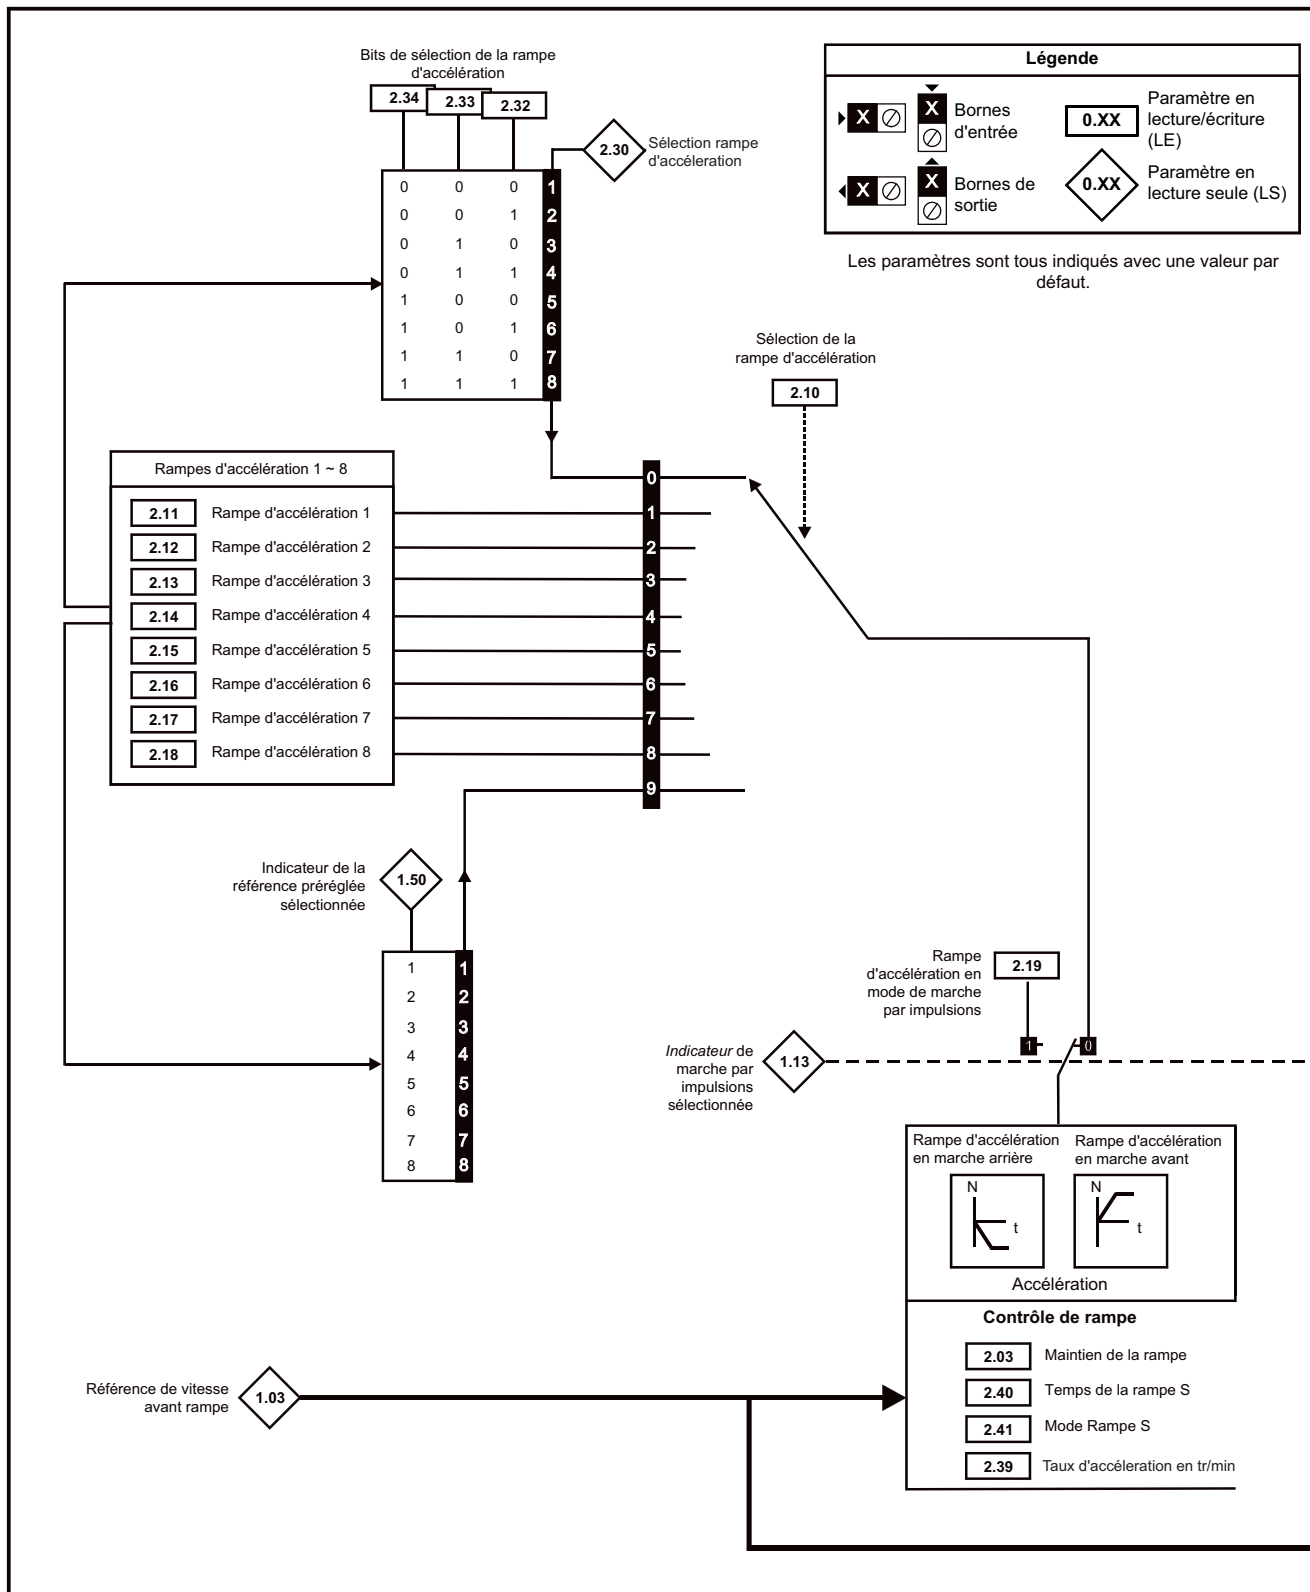 Bits de sélection de la rampe
d'accélération
2.34 2.33 2.32
2.30
Sélection rampe
d'accéleration
0 0 0 1
0 0 1 2
0 1 0 3
0 1 1 4
1 0 0 5
1 0 1 6
1 1 0 7
1 1 1 8
Légende
X
X
Bornes
d'entrée
0.XX
Paramètre en
lecture/écriture
(LE)
X
X
Bornes de
sortie
0.XX
Paramètre en
lecture seule (LS)
Les paramètres sont tous indiqués avec une valeur par
défaut.
Sélection de la
rampe d'accélération
2.10
Rampes d'accélération 1 ~ 8
2.11 Rampe d'accélération 1
2.12 Rampe d'accélération 2
2.13 Rampe d'accélération 3
2.14 Rampe d'accélération 4
2.15 Rampe d'accélération 5
2.16 Rampe d'accélération 6
2.17 Rampe d'accélération 7
2.18 Rampe d'accélération 8
0
1
2
3
4
5
6
7
8
9
Indicateur de la
référence préréglée
sélectionnée
1.50
1 1
2 2
3 3
4 4
5 5
6 6
7 7
8 8
Rampe
d'accélération en
mode de marche
par impulsions
2.19
1 0
Indicateur de
marche par
impulsions
sélectionnée
1.13
Rampe d'accélération
en marche arrière
Rampe d'accélération
en marche avant
N
t
N
t
Accélération
Contrôle de rampe
2.03 Maintien de la rampe
2.40 Temps de la rampe S
2.41 Mode Rampe S
2.39 Taux d'accéleration en tr/min
Référence de vitesse
avant rampe
1.03